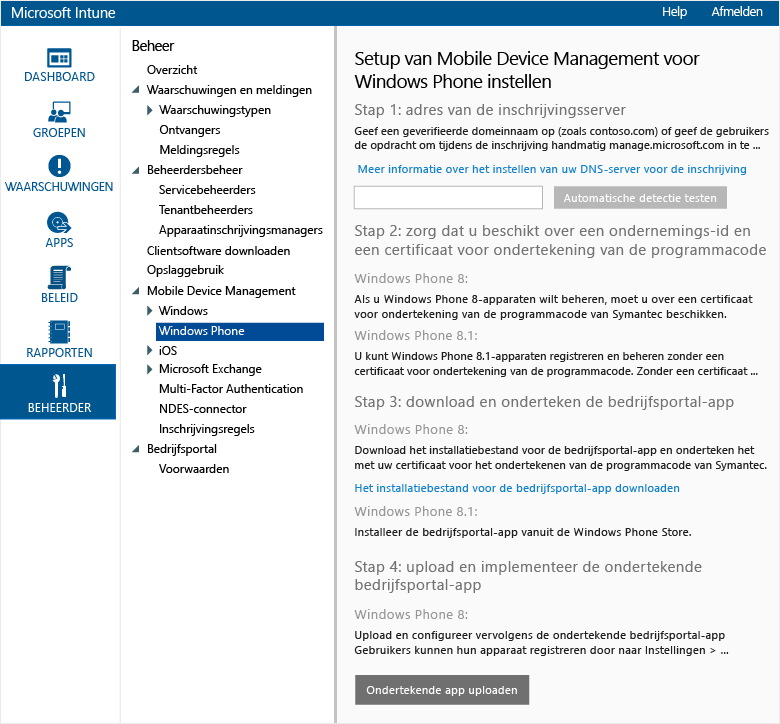 Microsoft Intune
Help
Afmelden
DASHBOARD
GROEPEN
WAARSCHUWINGEN
APPS
BELEID
RAPPORTEN
BEHEERDER
Beheer
Overzicht
Waarschuwingen en meldingen
Waarschuwingstypen
Ontvangers
Meldingsregels
Beheerdersbeheer
Servicebeheerders
Tenantbeheerders
Apparaatinschrijvingsmanagers
Clientsoftware downloaden
Opslaggebruik
Mobile Device Management
Windows
Windows Phone
iOS
Microsoft Exchange
Multi-Factor Authentication
NDES-connector
Inschrijvingsregels
Bedrijfsportal
Voorwaarden
Setup van Mobile Device Management voor
Windows Phone instellen
Stap 1: adres van de inschrijvingsserver
Geef een geverifieerde domeinnaam op (zoals contoso.com) of geef de gebruikers
de opdracht om tijdens de inschrijving handmatig manage.microsoft.com in te ...
Meer informatie over het instellen van uw DNS-server voor de inschrijving
Automatische detectie testen
Stap 2: zorg dat u beschikt over een ondernemings-id en
een certificaat voor ondertekening van de programmacode
Windows Phone 8:
Als u Windows Phone 8-apparaten wilt beheren, moet u over een certificaat
voor ondertekening van de programmacode van Symantec beschikken.
Windows Phone 8.1:
U kunt Windows Phone 8.1-apparaten registreren en beheren zonder een
certificaat voor ondertekening van de programmacode. Zonder een certificaat ...
Stap 3: download en onderteken de bedrijfsportal-app
Windows Phone 8:
Download het installatiebestand voor de bedrijfsportal-app en onderteken het
met uw certificaat voor het ondertekenen van de programmacode van Symantec.
Het installatiebestand voor de bedrijfsportal-app downloaden
Windows Phone 8.1:
Installeer de bedrijfsportal-app vanuit de Windows Phone Store.
Stap 4: upload en implementeer de ondertekende
bedrijfsportal-app
Windows Phone 8:
Upload en configureer vervolgens de ondertekende bedrijfsportal-app
Gebruikers kunnen hun apparaat registreren door naar Instellingen > ...
Ondertekende app uploaden